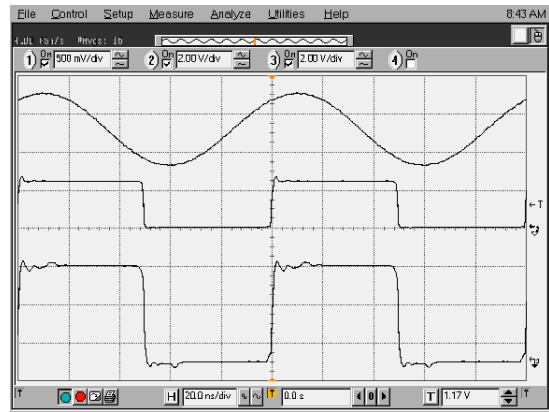 File Control Setup Measure Analyze Utilities Help 8:43 AM
1) On 500 mV/div 2) On 2.00 V/div 3) On 2.00 V/div 4) On
T
H 20.0 ns/div T 0.0 s 0 T 1.17 V T